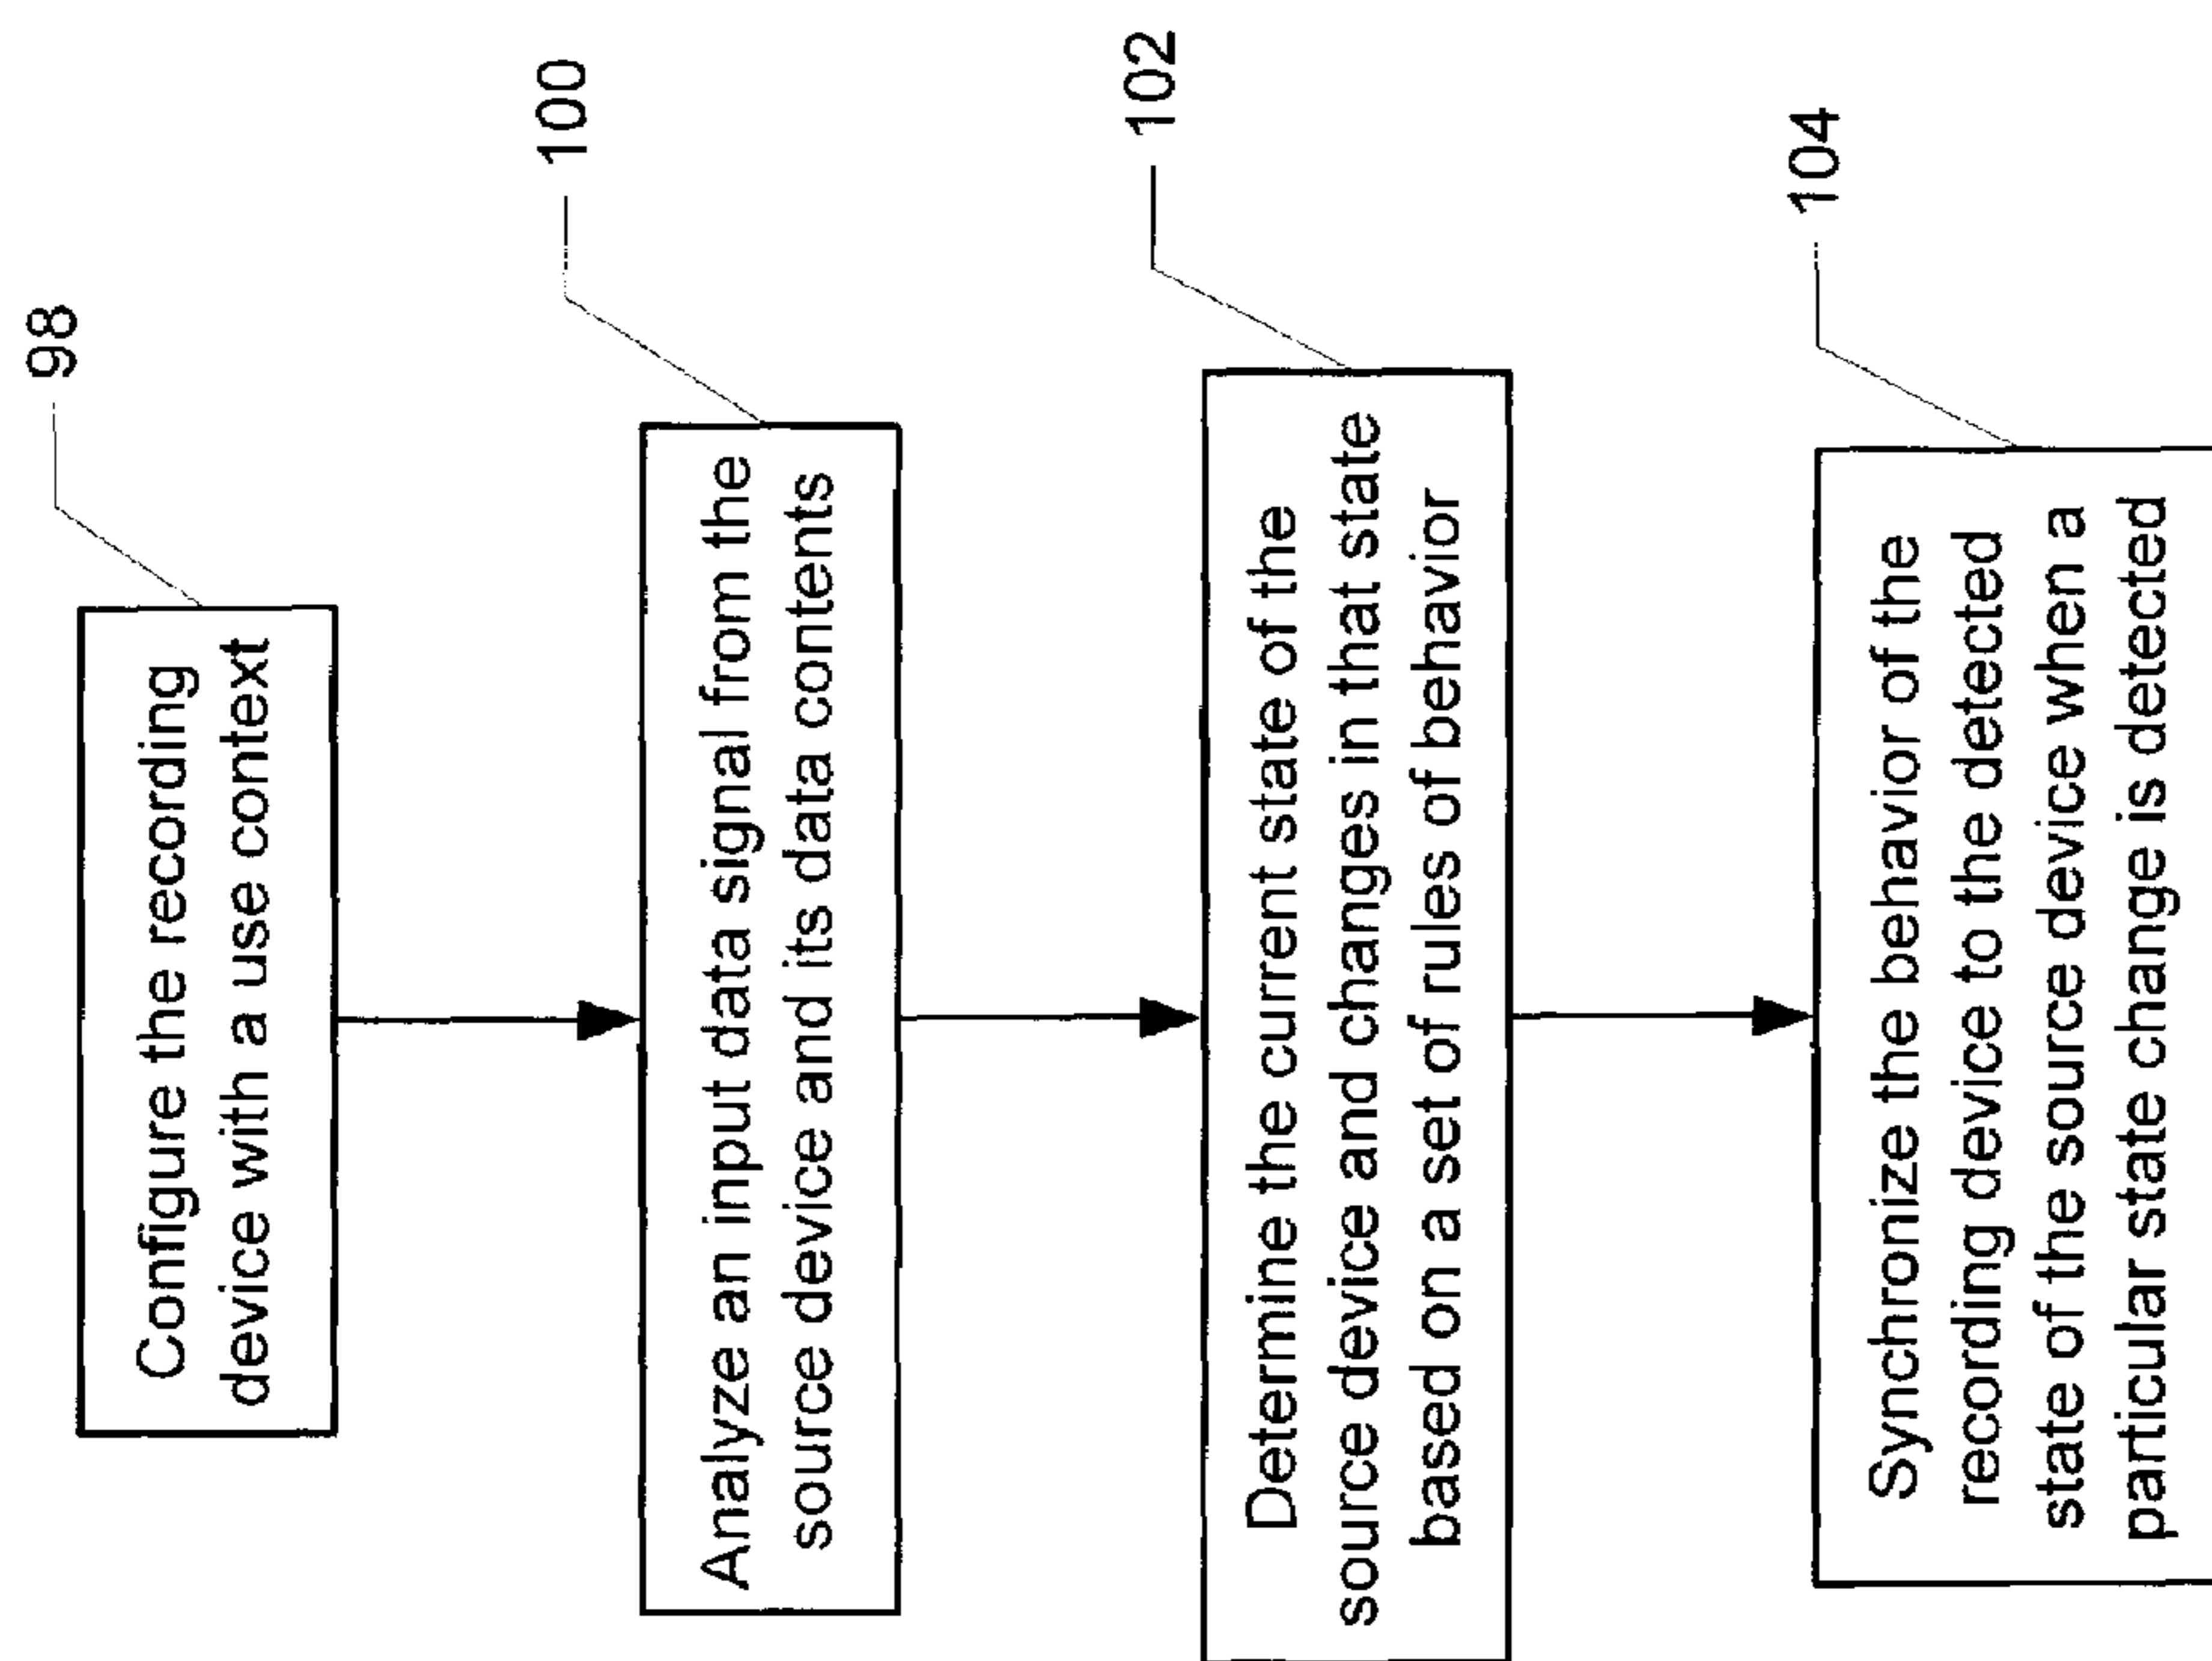 98
Configure the recording
device with a use context
100
Analyze an input data signal from the
source device and its data contents
102
Determine the current state of the
source device and changes in that state
based on a set of rules of behavior
104
Synchronize the behavior of the
recording device to the detected
state of the source device when a
particular state change is detected